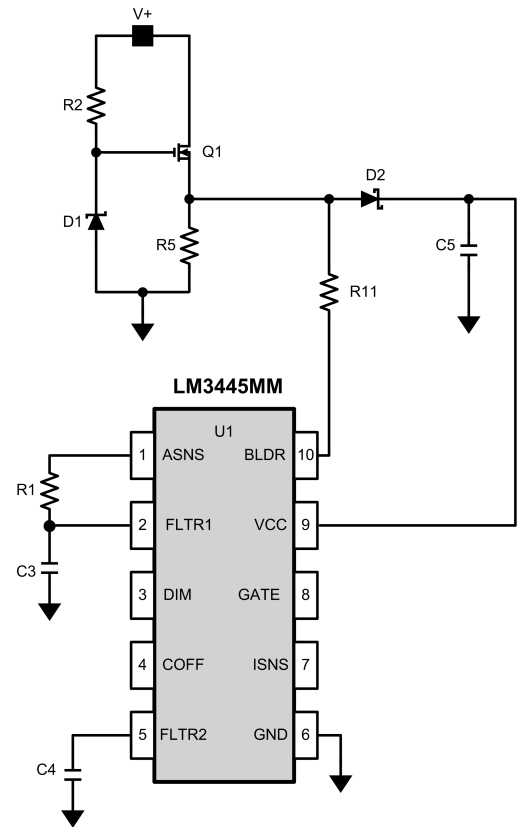 V+
R2
Q1
D1
R5
D2
C5
R11
LM3445MM
U1
1 ASNS BLDR 10
R1
2 FLTR1 VCC 9
C3
3 DIM GATE 8
4 COFF ISNS 7
5 FLTR2 GND 6
C4